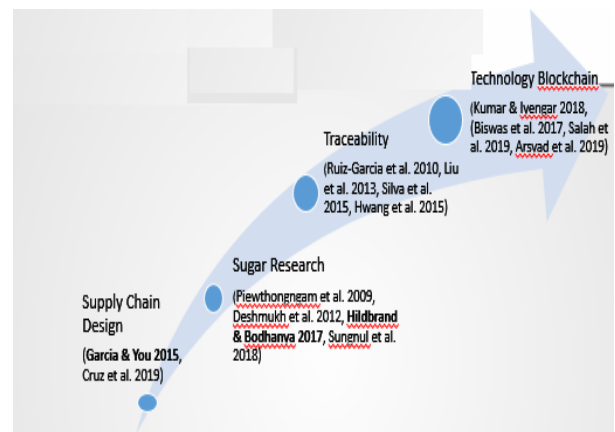 Technology Blockchain
(Kumar & Iyengar 2018,
(Biswas et al. 2017, Salah et
al. 2019, Arsyad et al. 2019)
Traceability
(Ruiz-Garcia et al. 2010, Liu
et al. 2013, Silva et al.
2015, Hwang et al. 2015)
Sugar Research
(Piewthongngam et al. 2009,
Deshmukh et al. 2012, Hildbrand
& Bodhanya 2017, Sungnul et al.
2018)
Supply Chain
Design
(Garcia & You 2015,
Cruz et al. 2019)